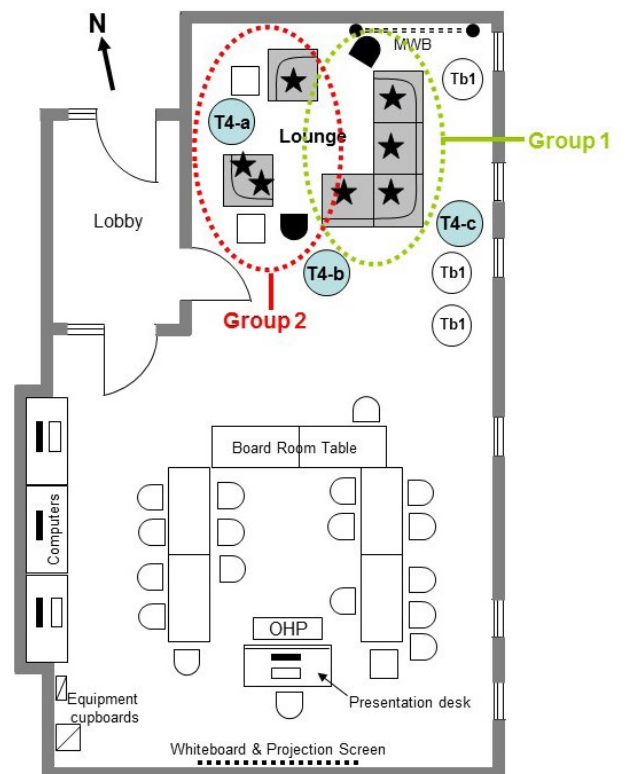 N
MWB
Tb1
T4-a
Lounge
Group 1
Lobby
T4-c
T4-b
Tb1
Group 2
Tb1
Board Room Table
Computers
OHP
Equipment
cupboards
Presentation desk
Whiteboard & Projection Screen